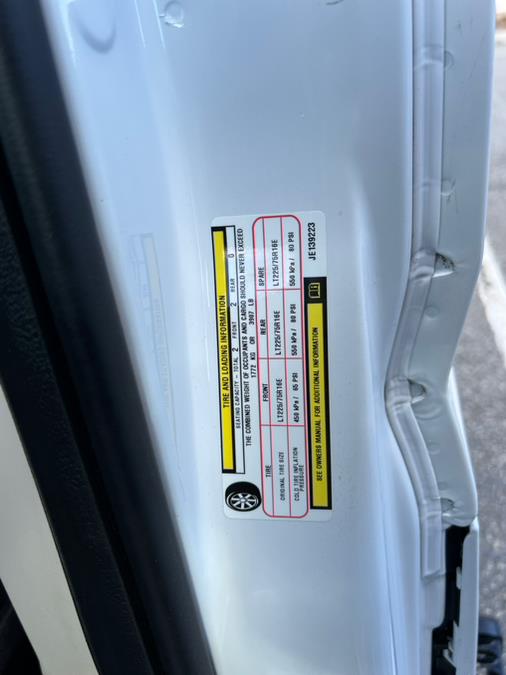 TIRE AND LOADING INFORMATION
SEATING CAPACITY - TOTAL 2 FRONT 2 REAR 0
THE COMBINED WEIGHT OF OCCUPANTS AND CARGO SHOULD NEVER EXCEED
1772 KG OR 3907 LB
TIRE FRONT REAR SPARE
ORIGINAL TIRE SIZE LT225/75R16E LT225/75R16E LT225/75R16E
COLD TIRE INFLATION PRESSURE 450 kPa / 65 PSI 550 kPa / 80 PSI 550 kPa / 80 PSI
SEE OWNERS MANUAL FOR ADDITIONAL INFORMATION
JE139223